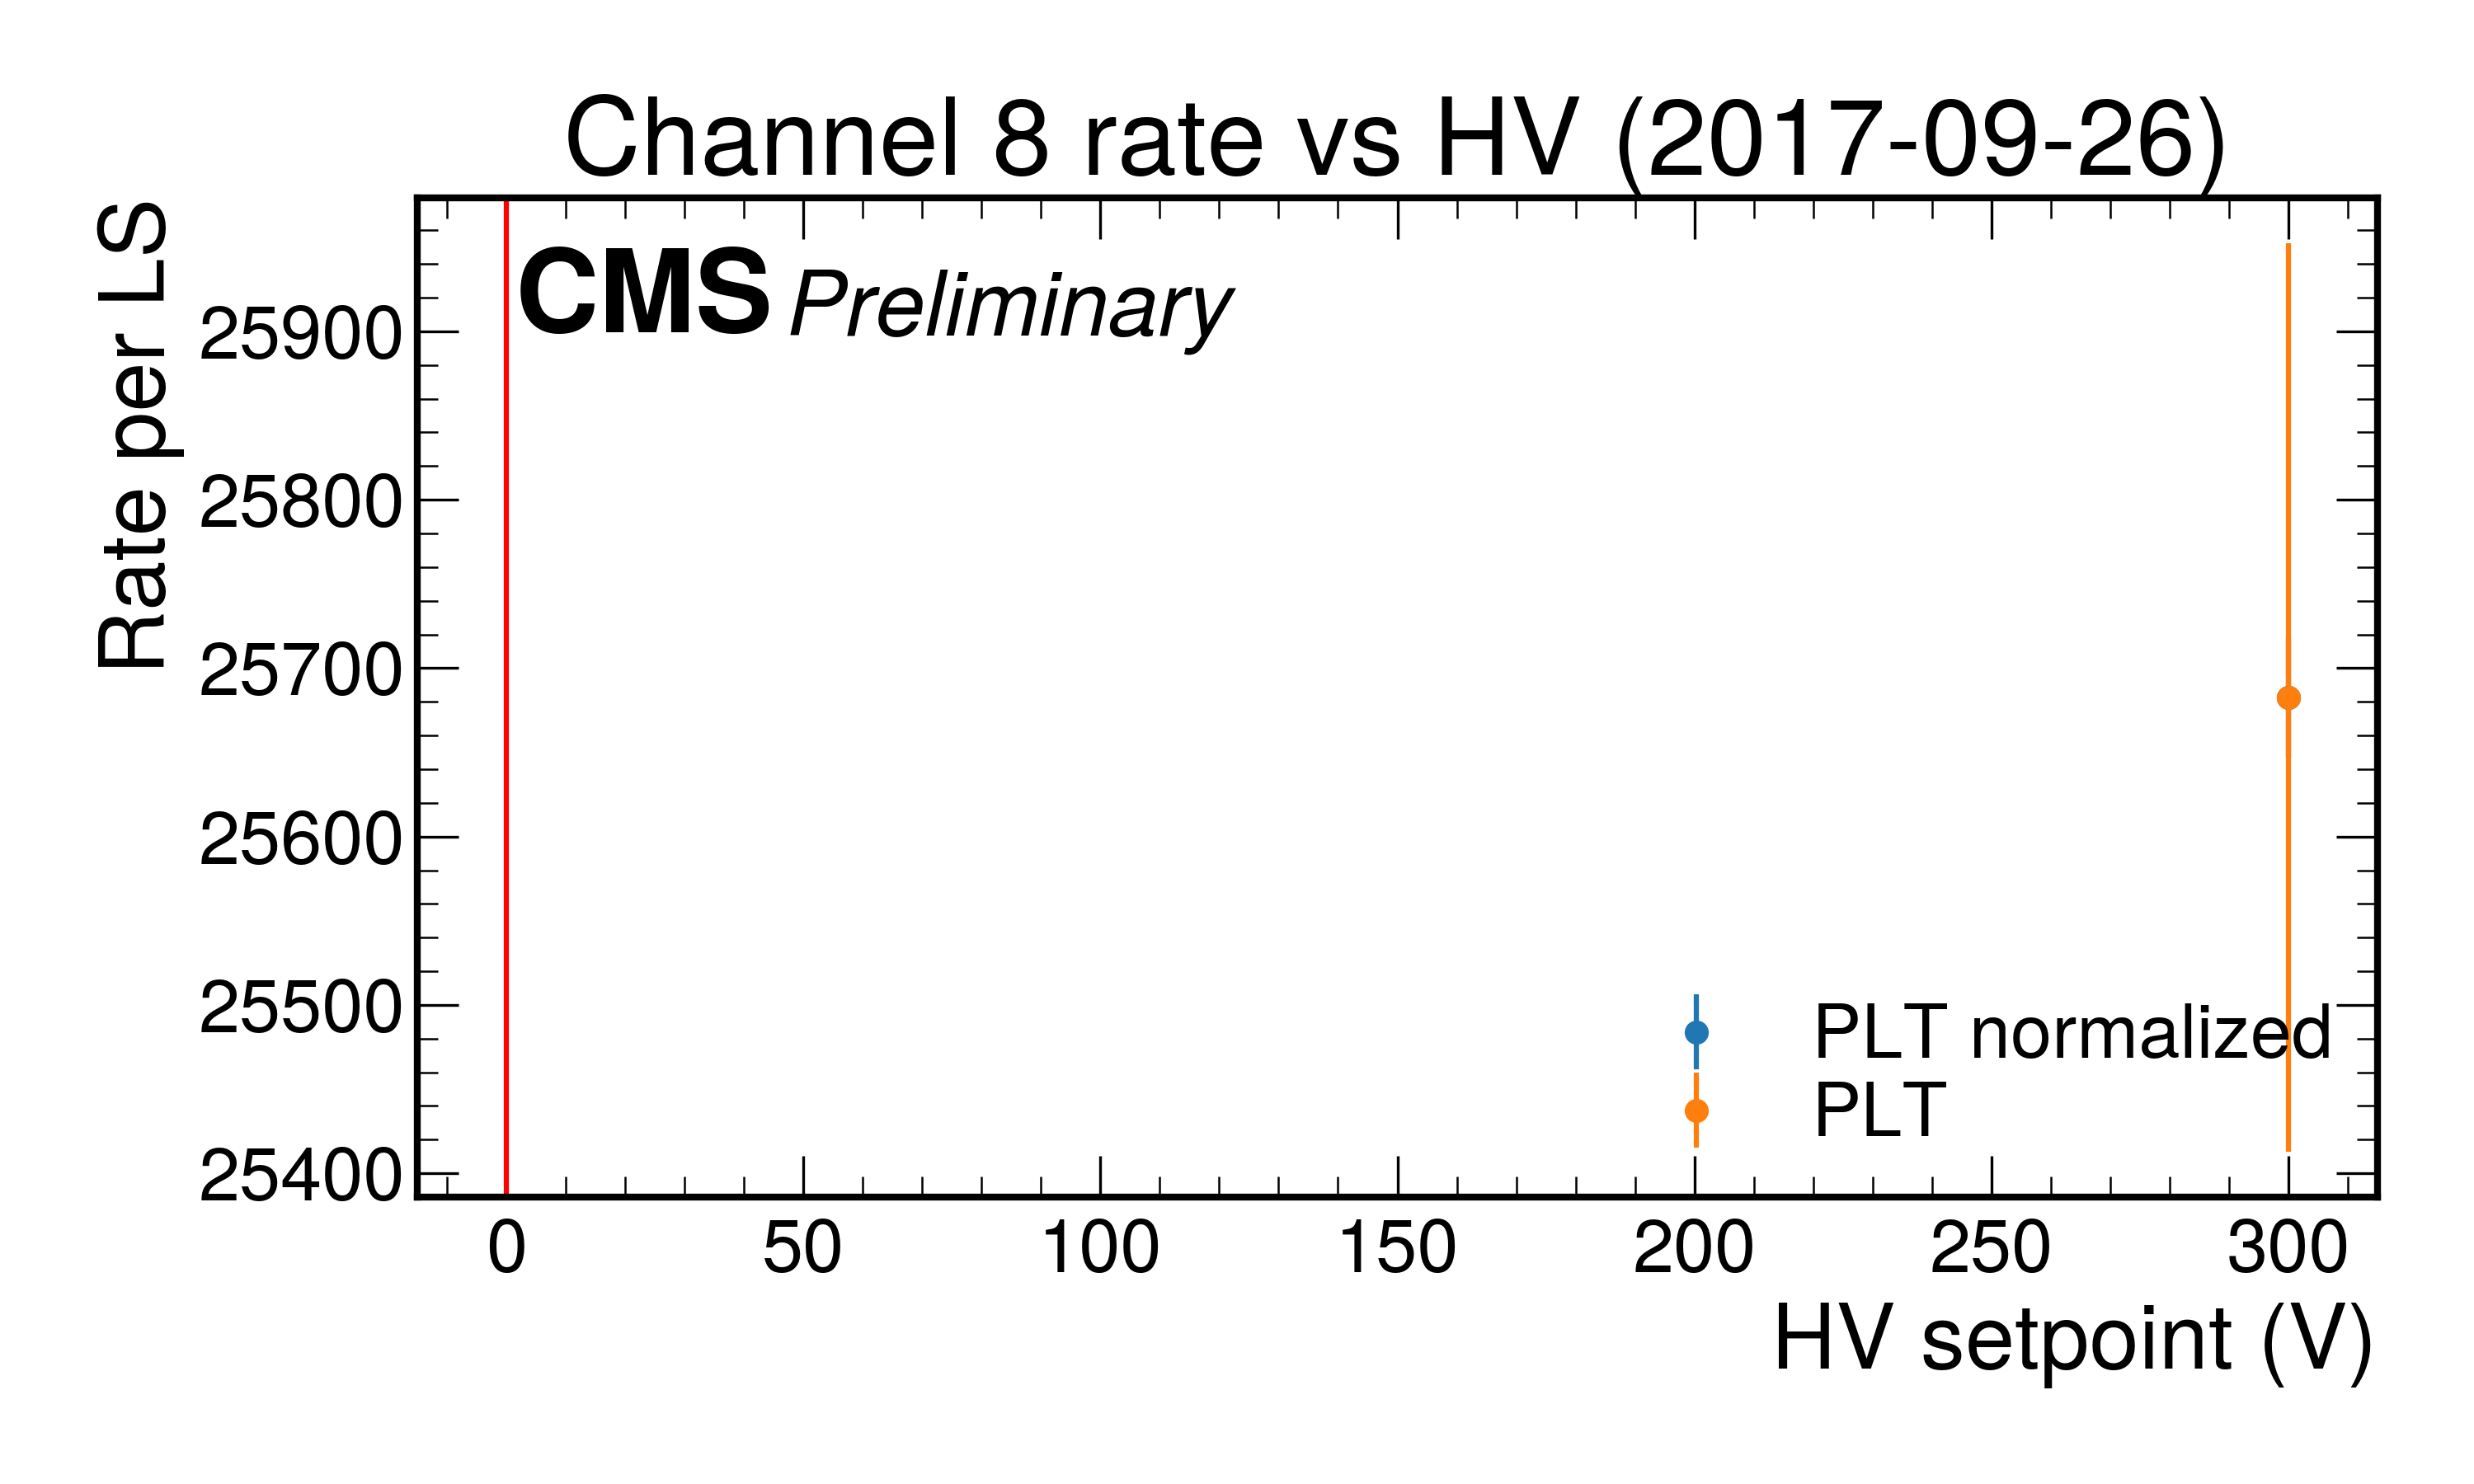 Channel 8 rate vs HV (2017-09-26)
Rate per LS
CMS Preliminary
25900
25800
25700
25600
25500
25400
PLT normalized
PLT
0 50 100 150 200 250 300
HV setpoint (V)